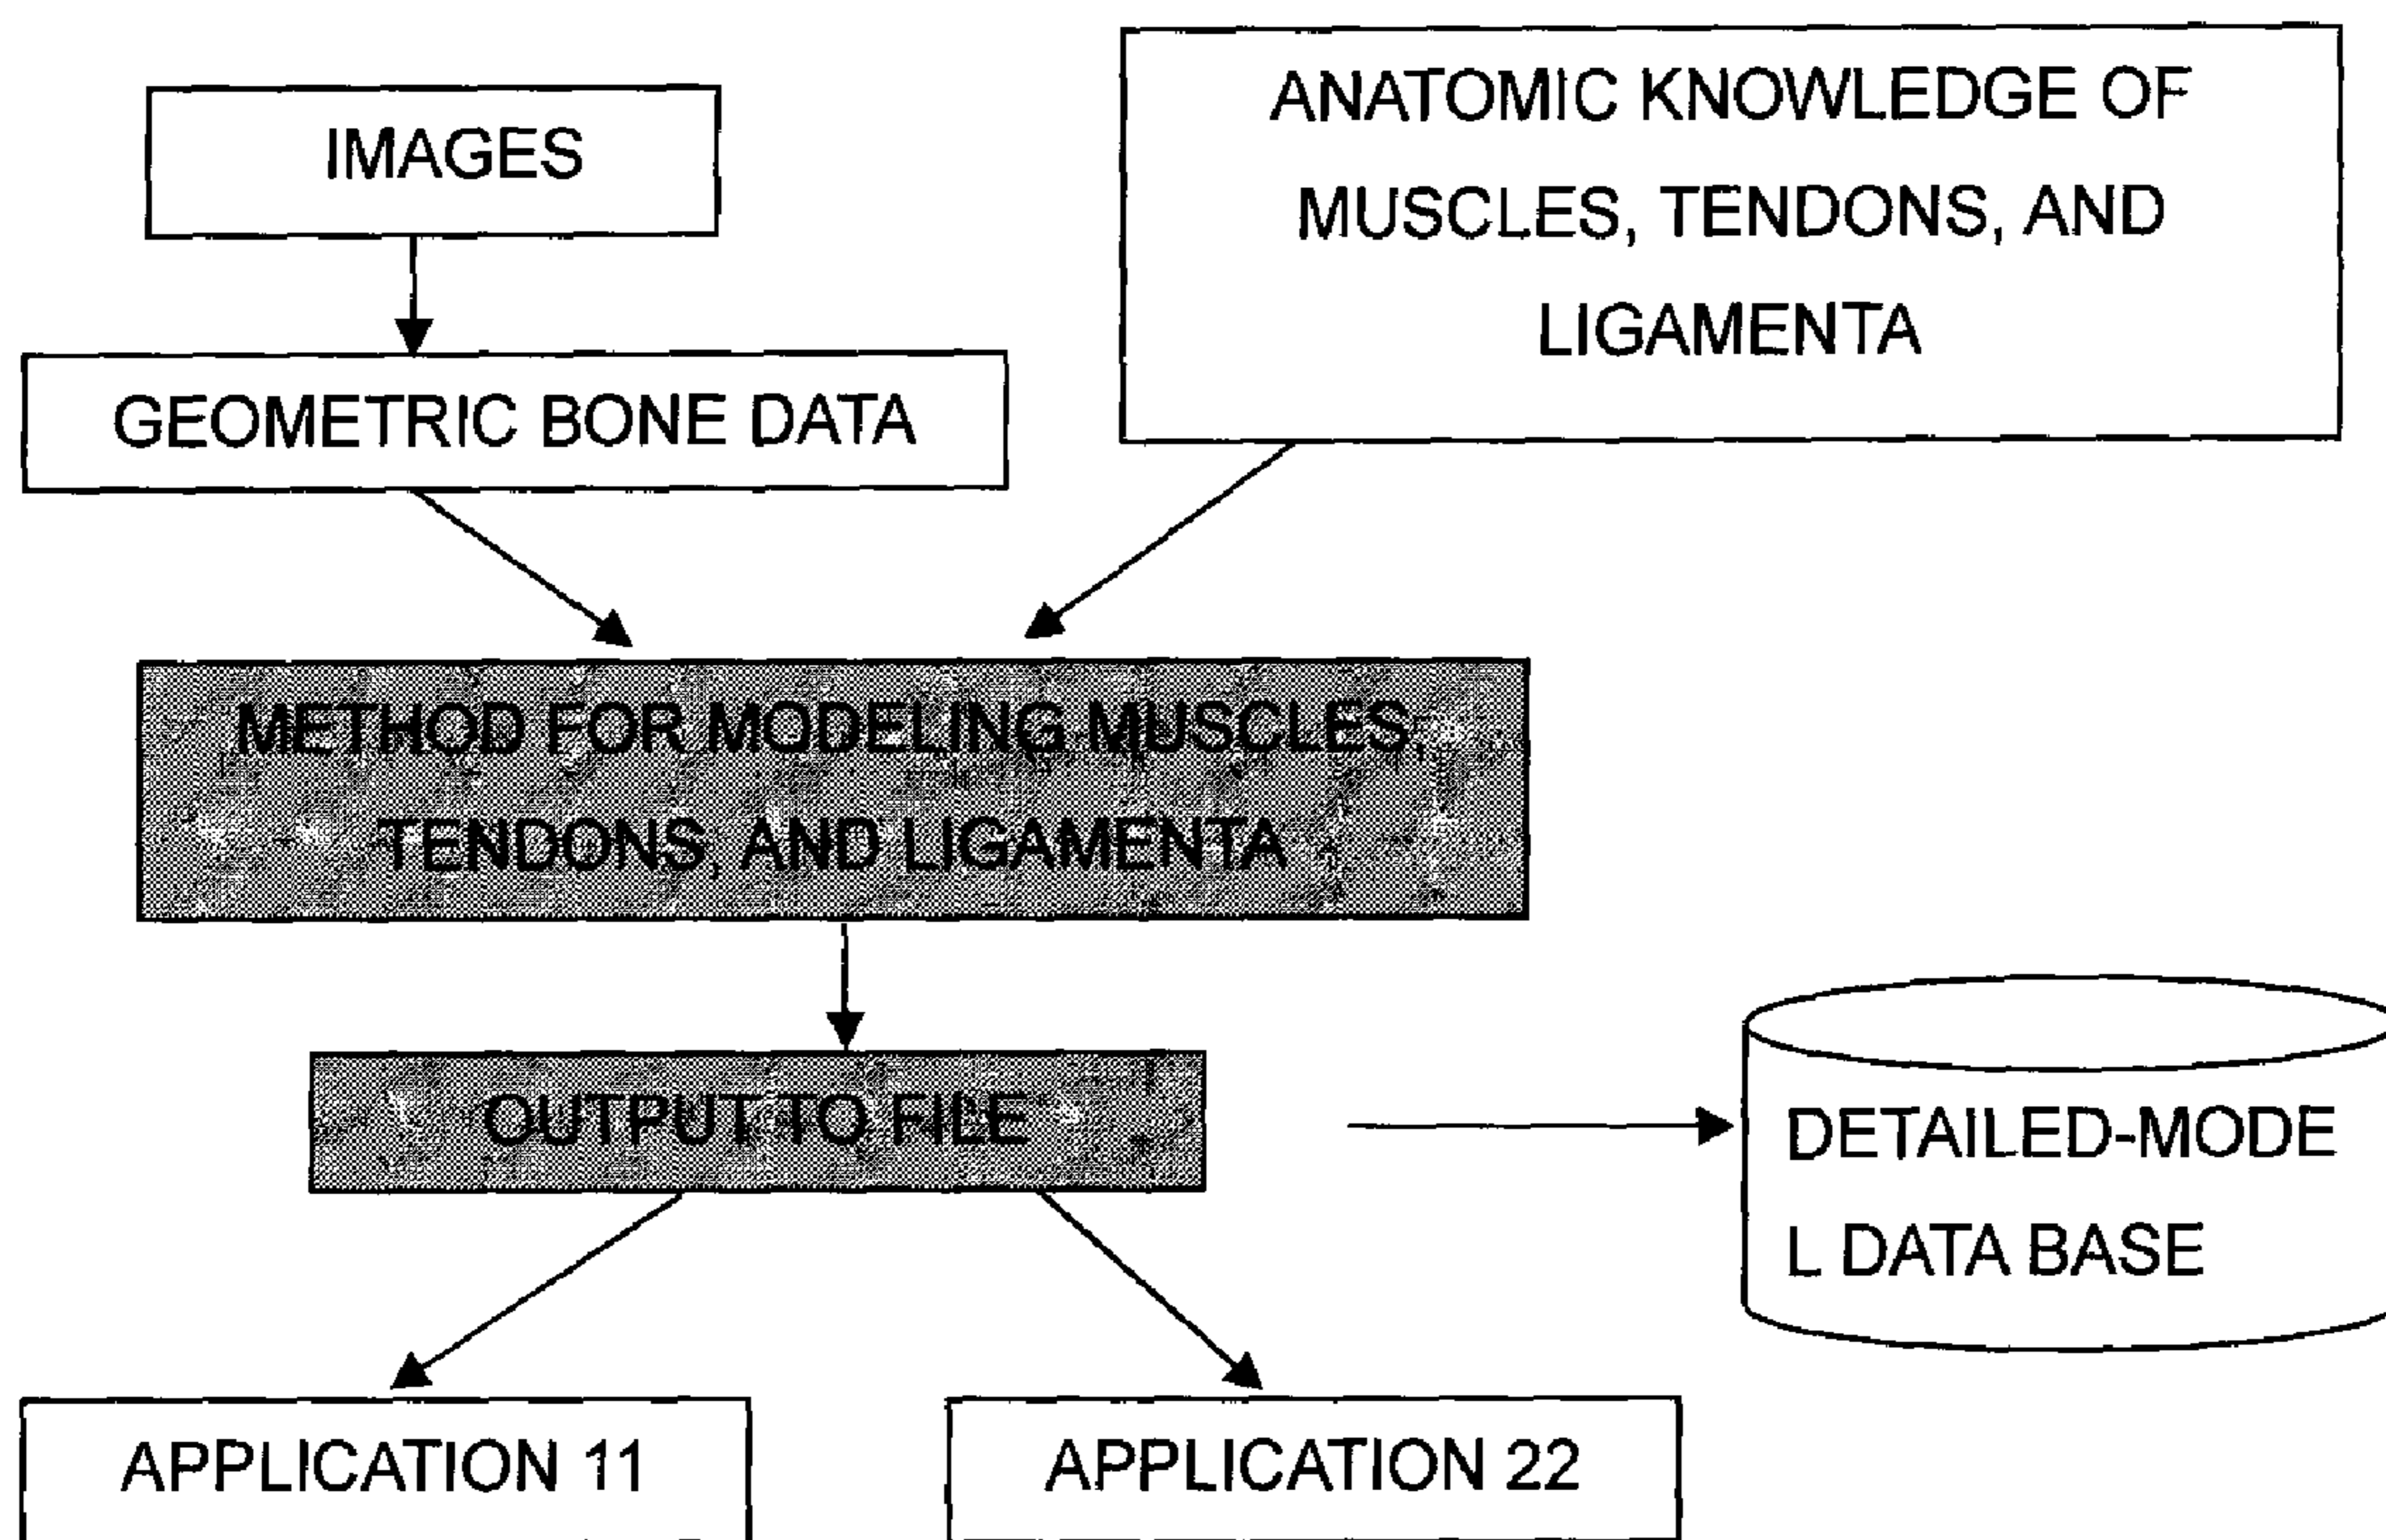 IMAGES
ANATOMIC KNOWLEDGE OF
MUSCLES, TENDONS, AND
LIGAMENTA
GEOMETRIC BONE DATA
METHOD FOR MODELING MUSCLES,
TENDONS, AND LIGAMENTA
OUTPUT TO FILE
DETAILED-MODE
L DATA BASE
APPLICATION 11
APPLICATION 22